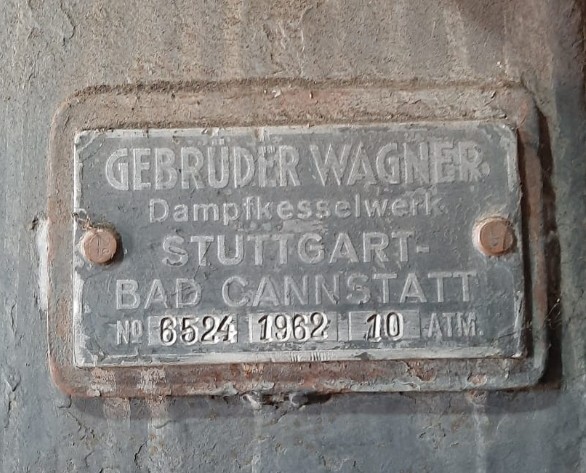 GEBRÜDER WAGNER
Dampfkesselwerk
STUTTGART-
BAD CANNSTATT
No 6524 1962 10 ATM.